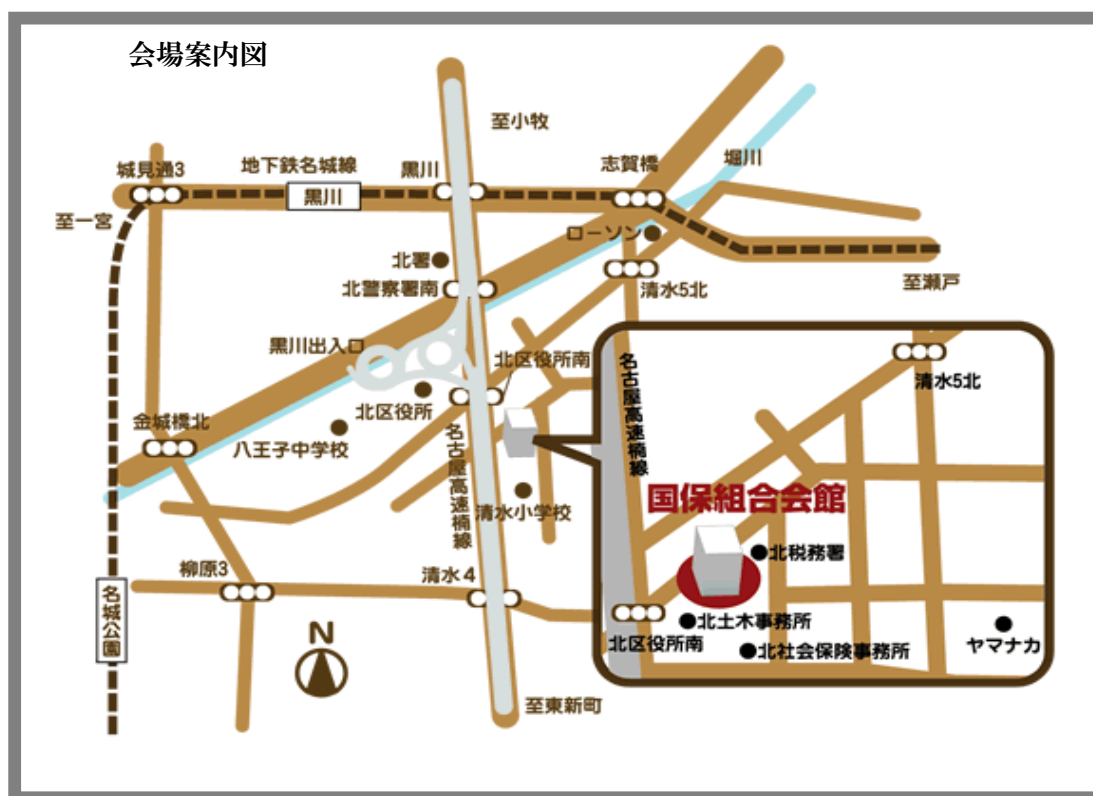 会場案内図
至小牧
城見通3
地下鉄名城線
黒川
志賀橋
堀川
黒川
至一宮
ローソン
北署
清水5北
至瀬戸
北警察署南
黒川出入口
北区役所南
北区役所
金城橋北
八王子中学校
名古屋高速楠線
清水小学校
柳原3
清水4
名城公園
N
至東新町
名古屋高速楠線
清水5北
国保組合会館
北税務署
北土木事務所
北区役所南
北社会保険事務所
ヤマナカ